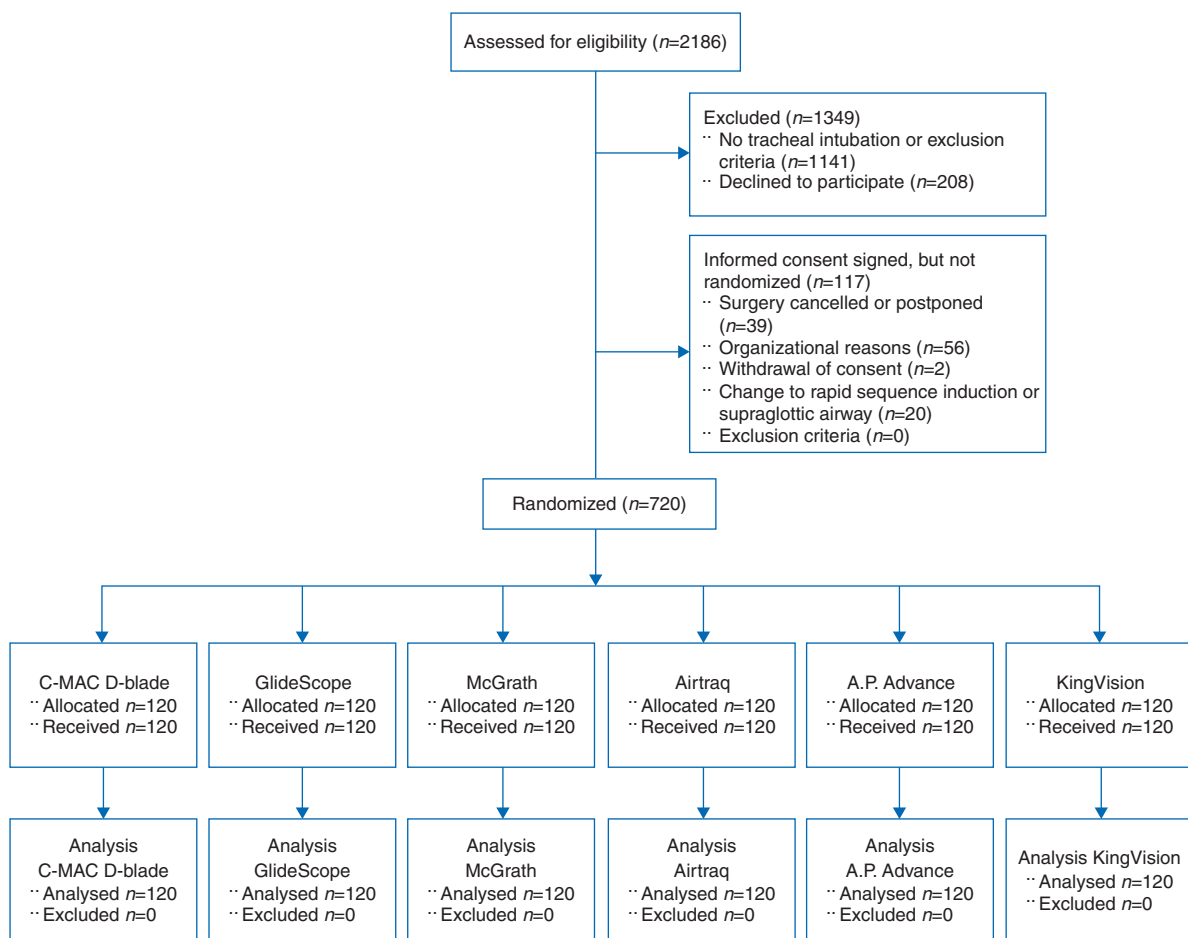 Assessed for eligibility (n=2186)
Excluded (n=1349)
¨ No tracheal intubation or exclusion
criteria (n=1141)
¨ Declined to participate (n=208)
Informed consent signed, but not
randomized (n=117)
¨ Surgery cancelled or postponed
(n=39)
¨ Organizational reasons (n=56)
¨ Withdrawal of consent (n=2)
¨ Change to rapid sequence induction or
supraglottic airway (n=20)
¨ Exclusion criteria (n=0)
Randomized (n=720)
C-MAC D-blade
¨ Allocated n=120
¨ Received n=120
GlideScope
¨ Allocated n=120
¨ Received n=120
McGrath
¨ Allocated n=120
¨ Received n=120
Airtraq
¨ Allocated n=120
¨ Received n=120
A.P. Advance
¨ Allocated n=120
¨ Received n=120
KingVision
¨ Allocated n=120
¨ Received n=120
Analysis
C-MAC D-blade
¨ Analysed n=120
¨ Excluded n=0
Analysis
GlideScope
¨ Analysed n=120
¨ Excluded n=0
Analysis
McGrath
¨ Analysed n=120
¨ Excluded n=0
Analysis
Airtraq
¨ Analysed n=120
¨ Excluded n=0
Analysis
A.P. Advance
¨ Analysed n=120
¨ Excluded n=0
Analysis KingVision
¨ Analysed n=120
¨ Excluded n=0